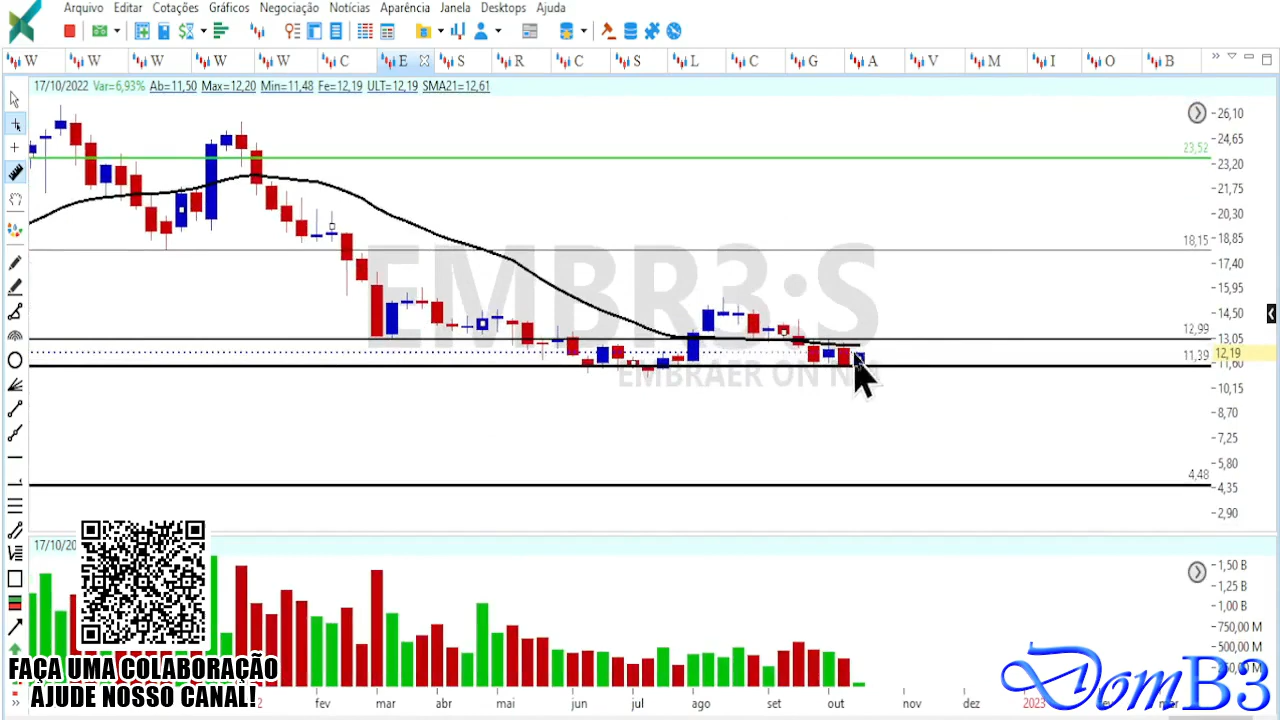 Arquivo Editar Cotações Gráficos Negociação Notícias Aparência Janela Desktops Ajuda
W W W W W C E S R C S L C G A V M I O B
17/10/2022 Var=6,93% Ab=11,50 Max=12,20 Min=11,48 Fe=12,19 ULT=12,19 SMA21=12,61
EMBR3:S
EMBRAER ON N
26,10
24,65
23,52
23,20
21,75
20,30
18,85
18,15
17,40
15,95
14,50
12,99
13,05
12,19
11,39
11,60
10,15
8,70
7,25
5,80
4,48
4,35
2,90
17/10/20
1,50 B
1,25 B
1,00 B
750,00 M
500,00 M
250,00 M
fev mar abr mai jun jul ago set out nov dez 2023 mar
FAÇA UMA COLABORAÇÃO
AJUDE NOSSO CANAL!
DomB3